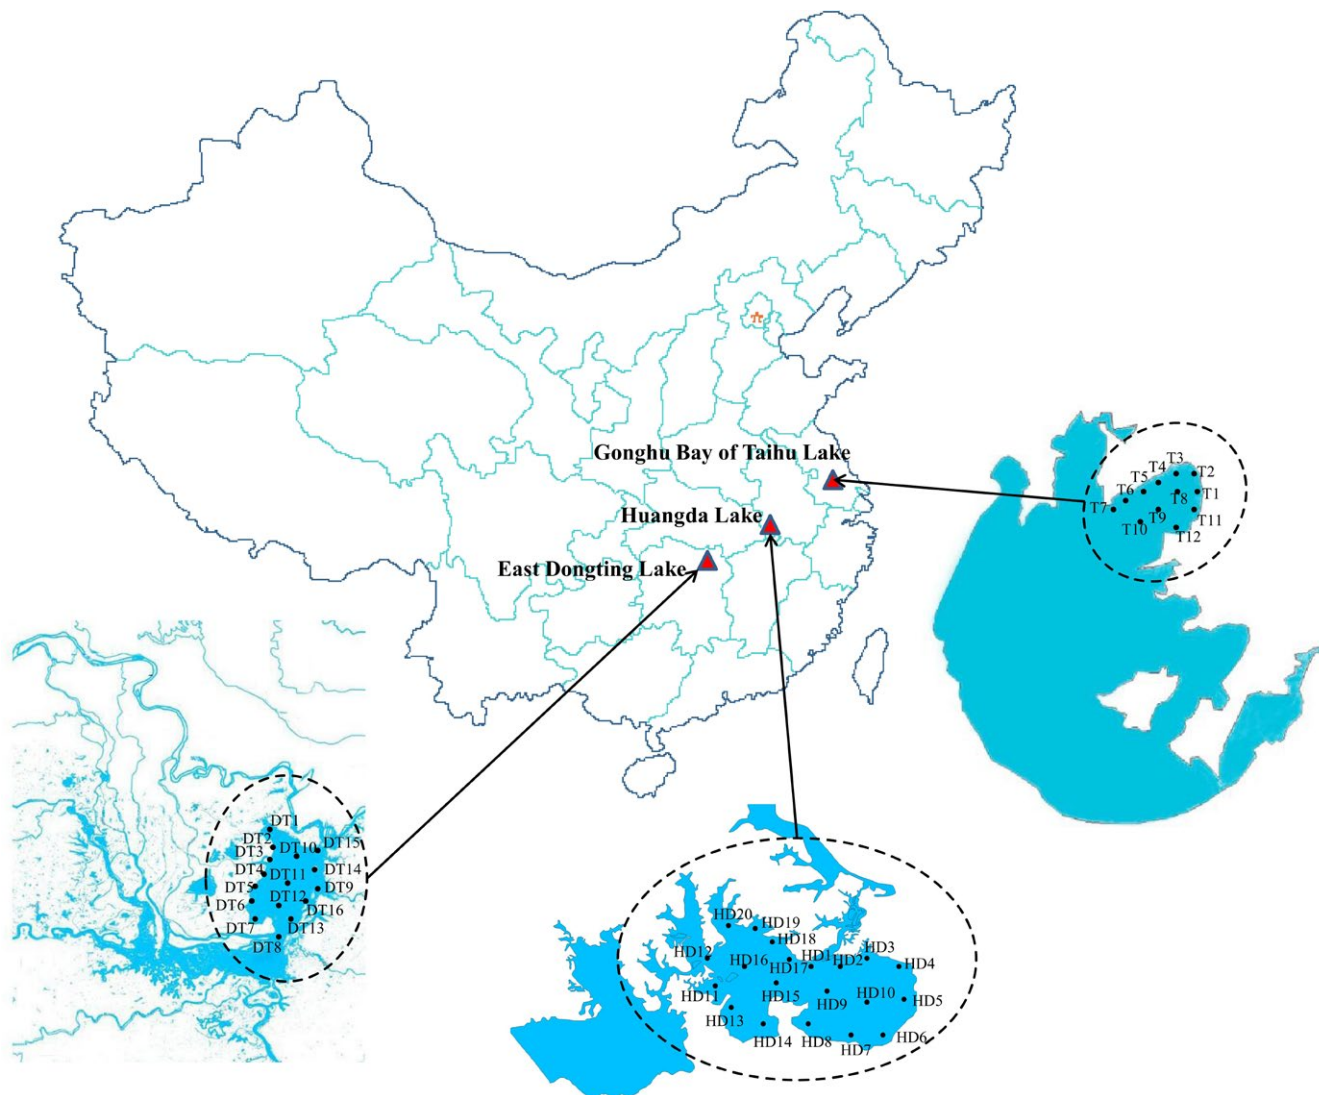 Gonghu Bay of Taihu Lake
Huangda Lake
East Dongting Lake
T3
T4
T2
T5
T6
T8
T1
T7
T9
T11
T10
T12
DT1
DT2
DT10
DT15
DT3
DT4
DT11
DT14
DT5
DT9
DT6
DT12
DT16
DT7
DT13
DT8
HD20
HD19
HD18
HD12
HD3
HD16
HD17
HD1
HD2
HD4
HD11
HD15
HD9
HD10
HD5
HD13
HD14
HD8
HD7
HD6